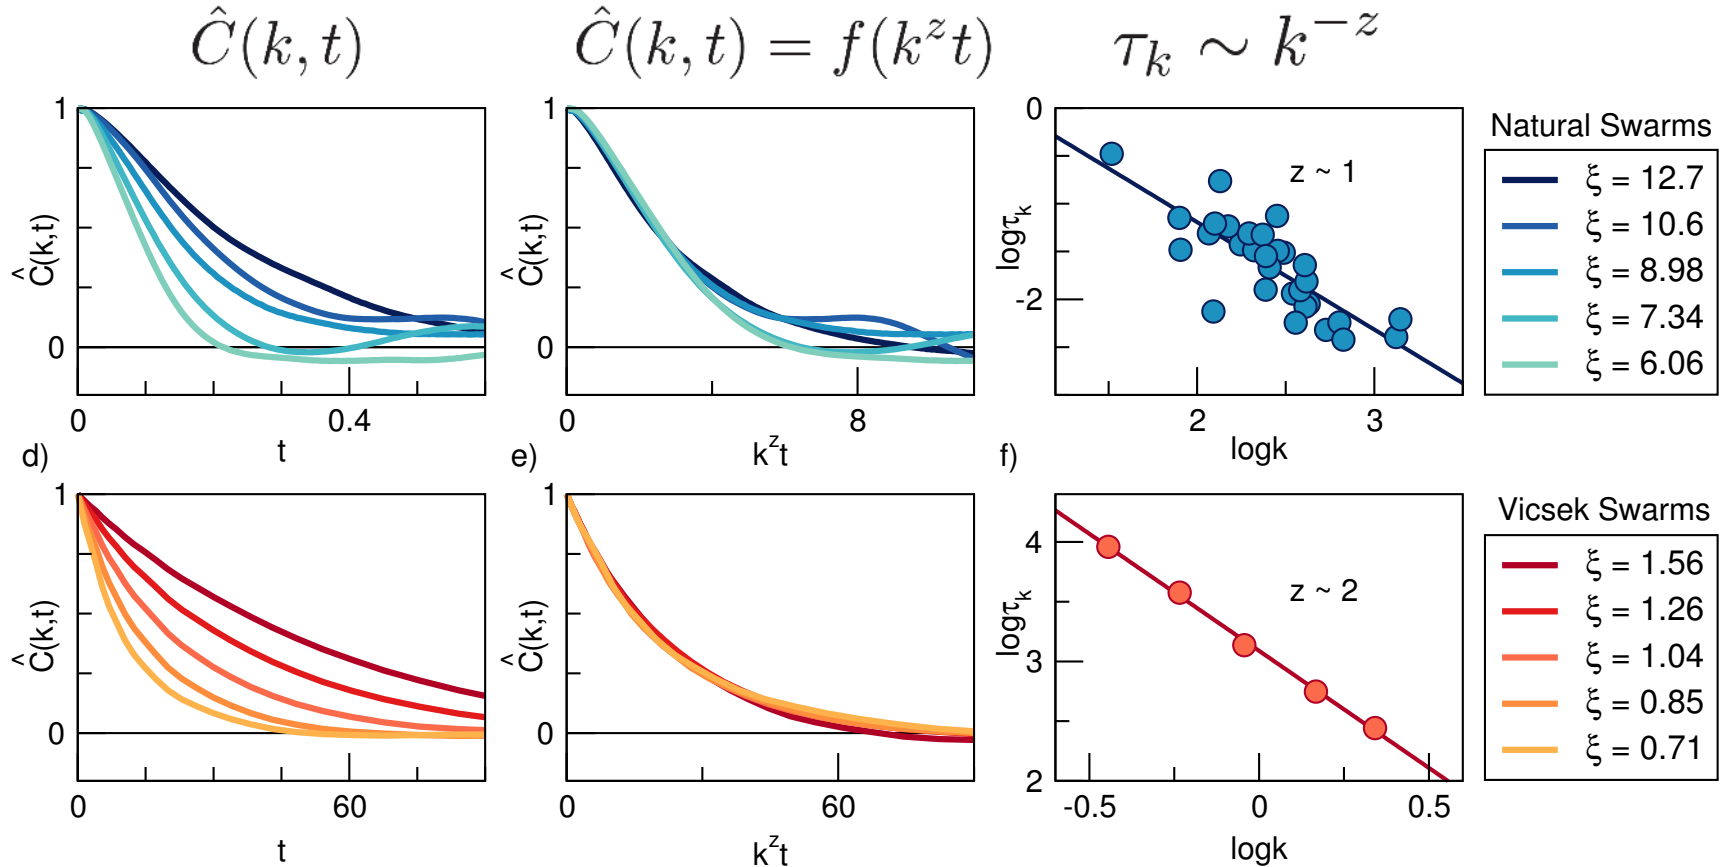 Ĉ(k, t)
Ĉ(k, t) = f(k^z t)
τ_k ∼ k^{−z}
1
0
Ĉ(k,t)
0
0.4
t
1
0
Ĉ(k,t)
0
8
k^z t
0
-2
logτ_k
z ~ 1
2
3
logk
Natural Swarms
ξ = 12.7
ξ = 10.6
ξ = 8.98
ξ = 7.34
ξ = 6.06
d)
e)
f)
1
0
Ĉ(k,t)
0
60
t
1
0
Ĉ(k,t)
0
60
k^z t
4
3
2
logτ_k
z ~ 2
-0.5
0
0.5
logk
Vicsek Swarms
ξ = 1.56
ξ = 1.26
ξ = 1.04
ξ = 0.85
ξ = 0.71